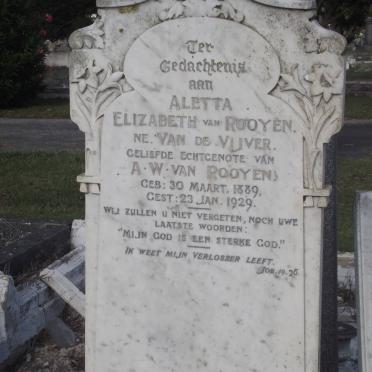 Ter
Gedachtenis
aan
ALETTA
ELIZABETH VAN ROOYEN,
NE. VAN DE VIJVER.
GELIEFDE ECHTGENOTE VAN
A.W. VAN ROOYEN;
GEB: 30 MAART, 1889,
GEST: 23 JAN. 1929.
WIJ ZULLEN U NIET VERGETEN, NOCH UWE
LAATSTE WOORDEN:
"MIJN GOD IS EEN STERKE GOD."
IK WEET MIJN VERLOSSER LEEFT.
JOB. 19. 25